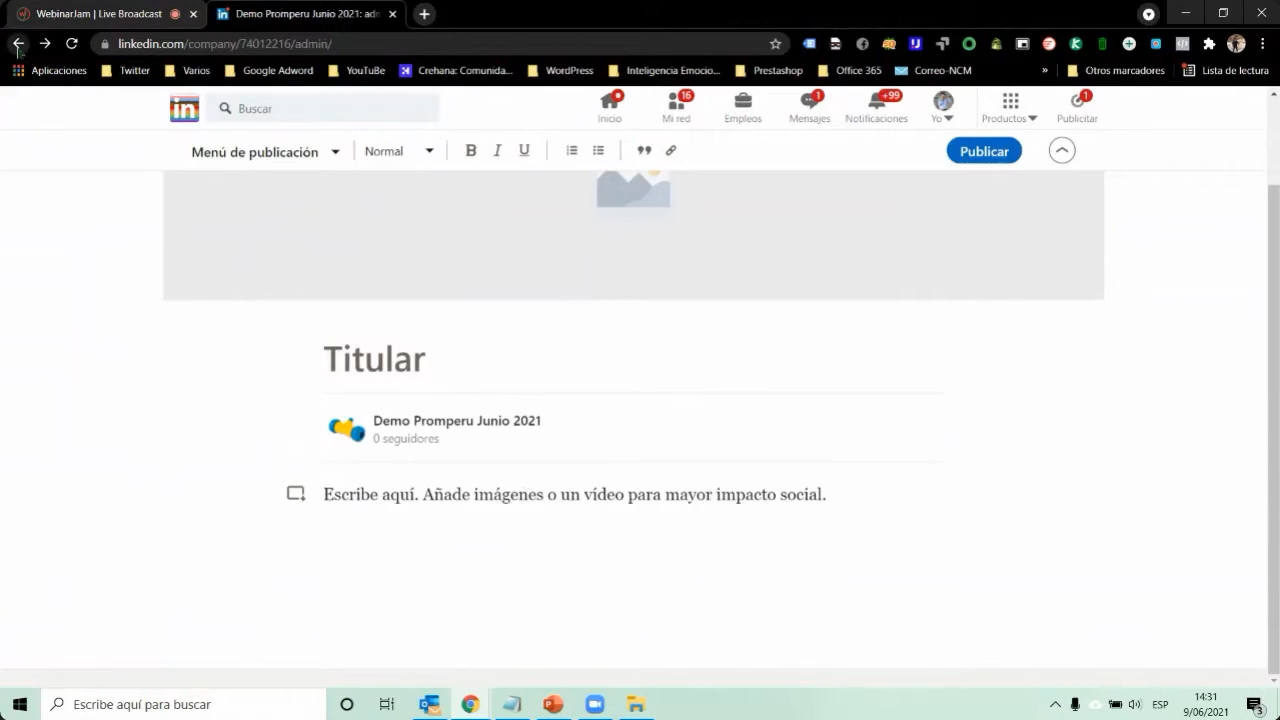 WebinarJam | Live Broadcast
Demo Promperu Junio 2021: adm
linkedin.com/company/74012216/admin/
Aplicaciones
Twitter
Varios
Google Adword
YouTube
Crehana: Comunida...
WordPress
Inteligencia Emocio...
Prestashop
Office 365
Correo-NCM
»
Otros marcadores
Lista de lectura
in
Buscar
Inicio
16
Mi red
Empleos
1
Mensajes
+99
Notificaciones
Yo
Productos
1
Publicitar
Menú de publicación
Normal
B I U
Publicar
Titular
Demo Promperu Junio 2021
0 seguidores
Escribe aquí. Añade imágenes o un vídeo para mayor impacto social.
Escribe aquí para buscar
ESP
14:31
9/06/2021
3